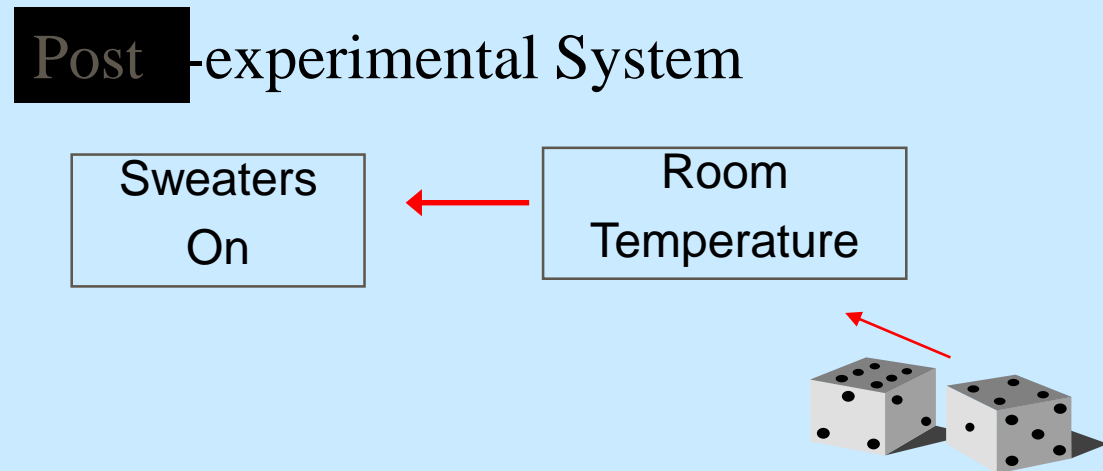 Post -experimental System
Sweaters
On
Room
Temperature